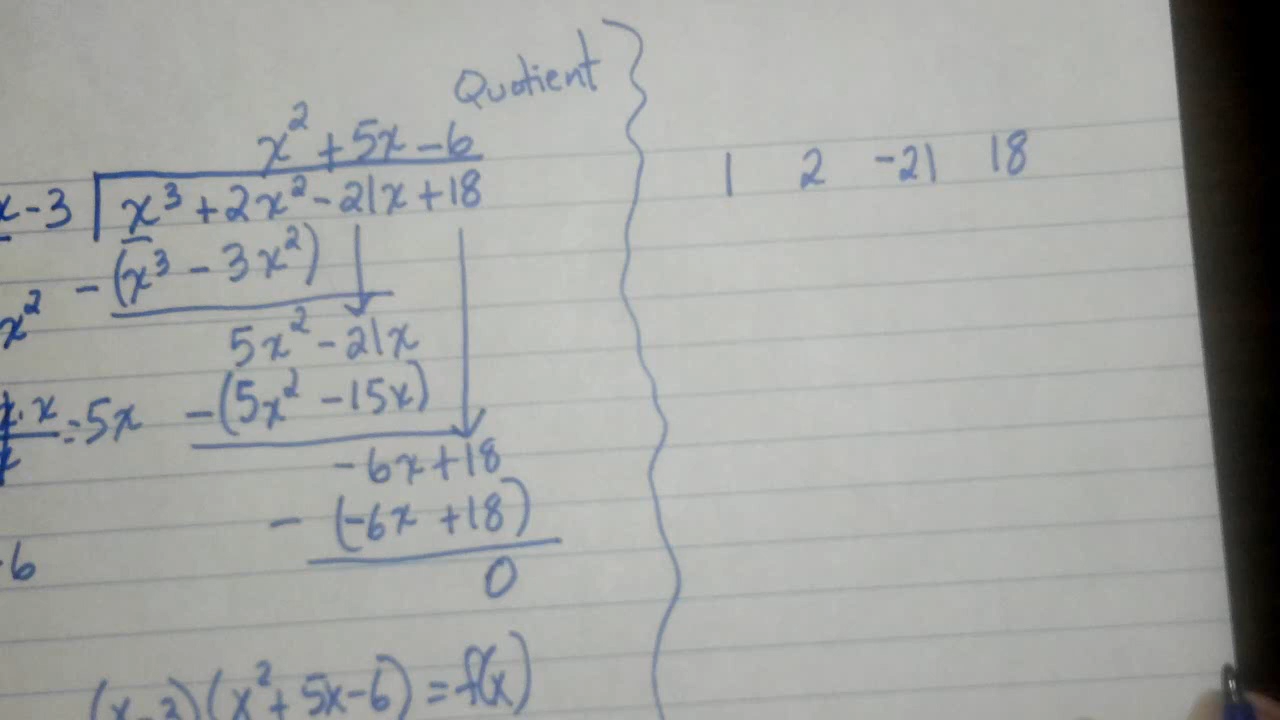 Quotient
x² + 5x - 6
x - 3 x³ + 2x² - 21x + 18
- (x³ - 3x²)
x²
5x² - 21x
= 5x - (5x² - 15x)
- 6x + 18
- (-6x + 18)
-6
0
(x - 3)(x² + 5x - 6) = f(x)
1 2 -21 18